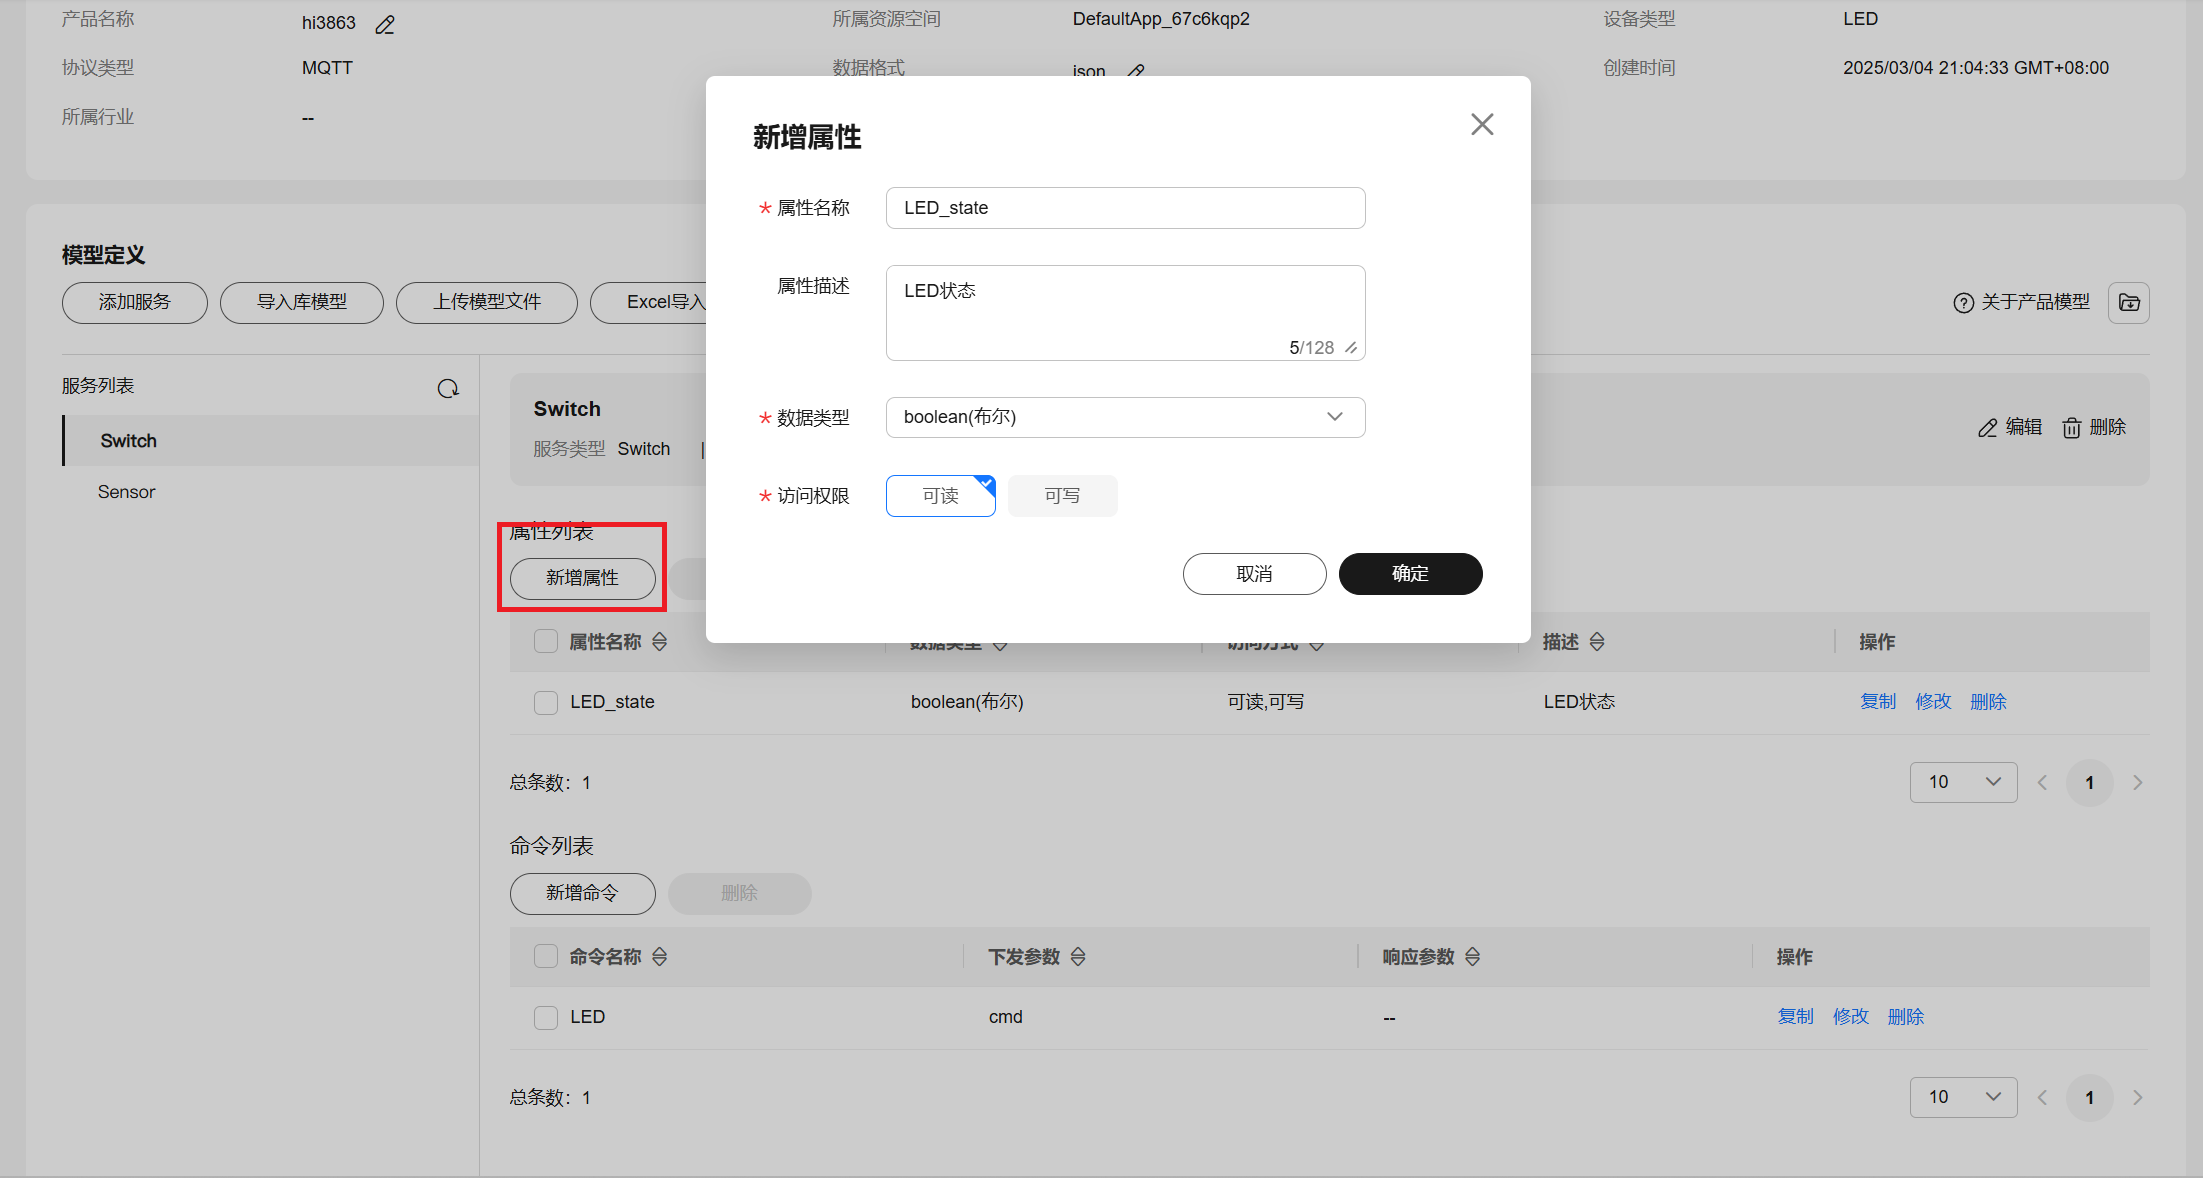 产品名称 hi3863 所属资源空间 DefaultApp_67c6kqp2 设备类型 LED
协议类型 MQTT 数据格式 json 创建时间 2025/03/04 21:04:33 GMT+08:00
所属行业 --
新增属性
* 属性名称 LED_state
属性描述 LED状态
5/128
* 数据类型 boolean(布尔)
* 访问权限 可读 可写
取消 确定
模型定义
添加服务 导入库模型 上传模型文件 Excel导入 关于产品模型
服务列表
Switch
Sensor
Switch
服务类型 Switch |
编辑 删除
属性列表
新增属性
属性名称 数据类型 访问方式 描述 操作
LED_state boolean(布尔) 可读,可写 LED状态 复制 修改 删除
总条数：1 10 1
命令列表
新增命令 删除
命令名称 下发参数 响应参数 操作
LED cmd -- 复制 修改 删除
总条数：1 10 1